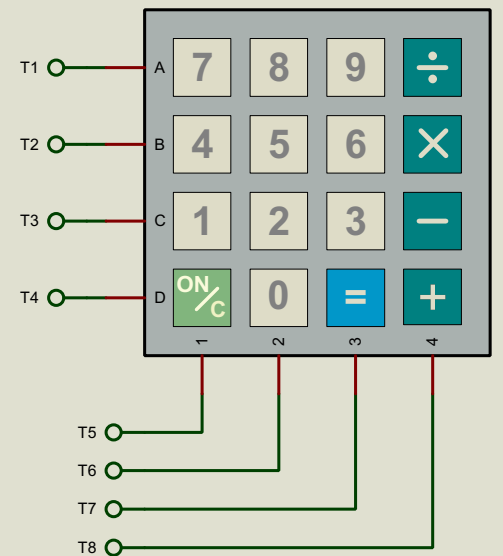 T1 A 7 8 9 ÷
T2 B 4 5 6 ×
T3 C 1 2 3 −
T4 D ON/C 0 = +
1 2 3 4
T5
T6
T7
T8